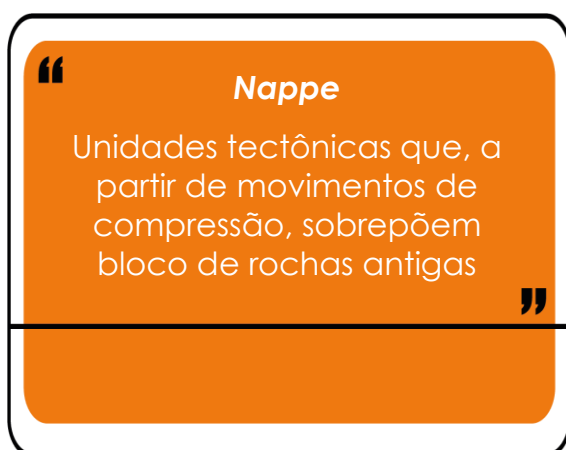 “
Nappe
Unidades tectônicas que, a
partir de movimentos de
compressão, sobrepõem
bloco de rochas antigas
”